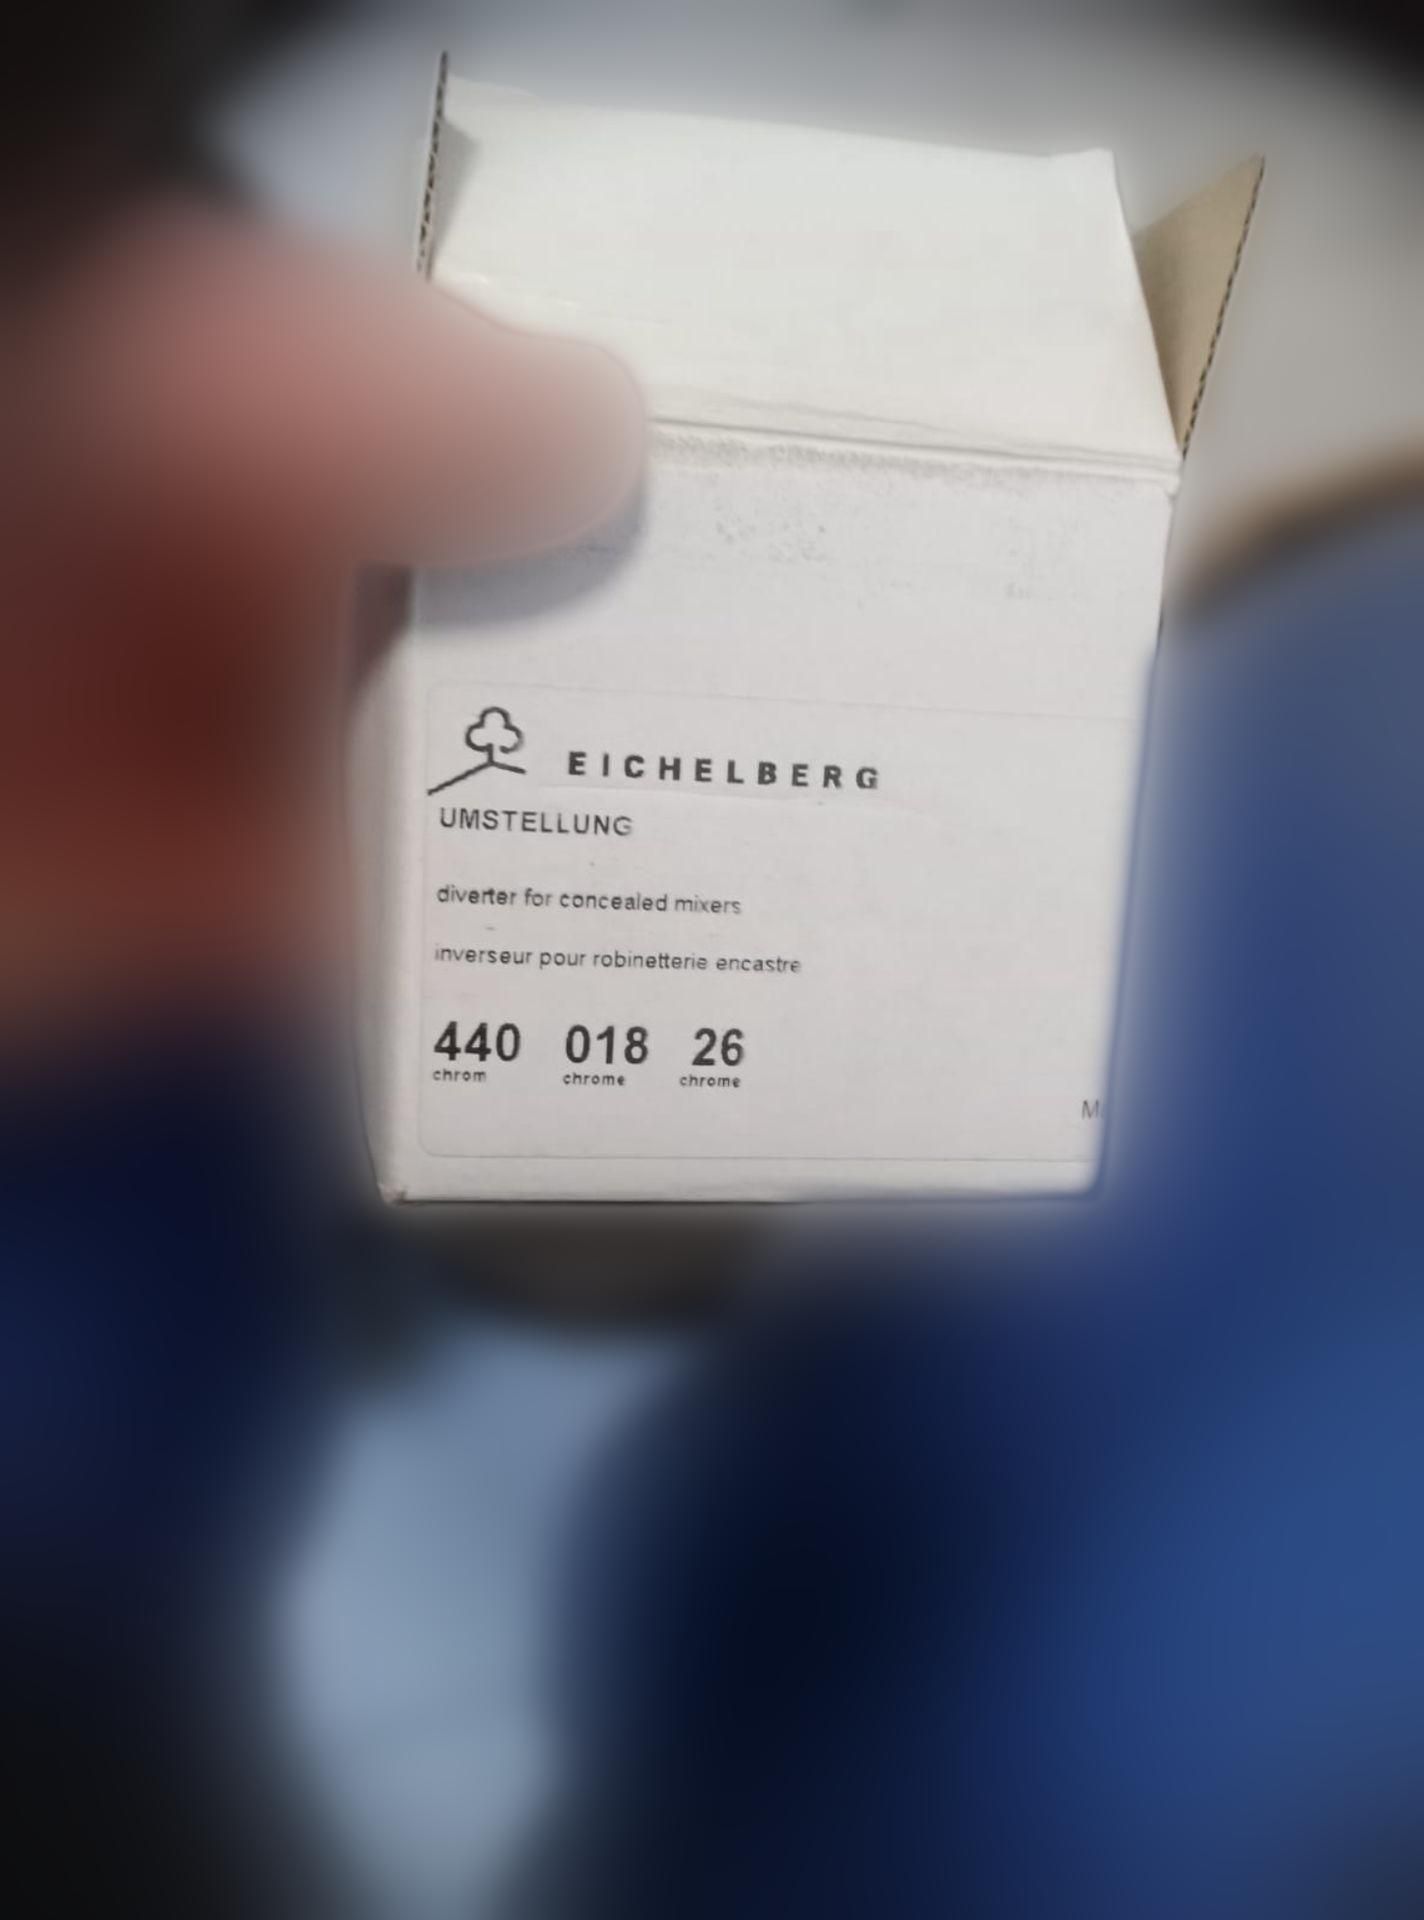 EICHELBERG
UMSTELLUNG
diverter for concealed mixers
inverseur pour robinetterie encastre
440 018 26
chrom chrome chrome